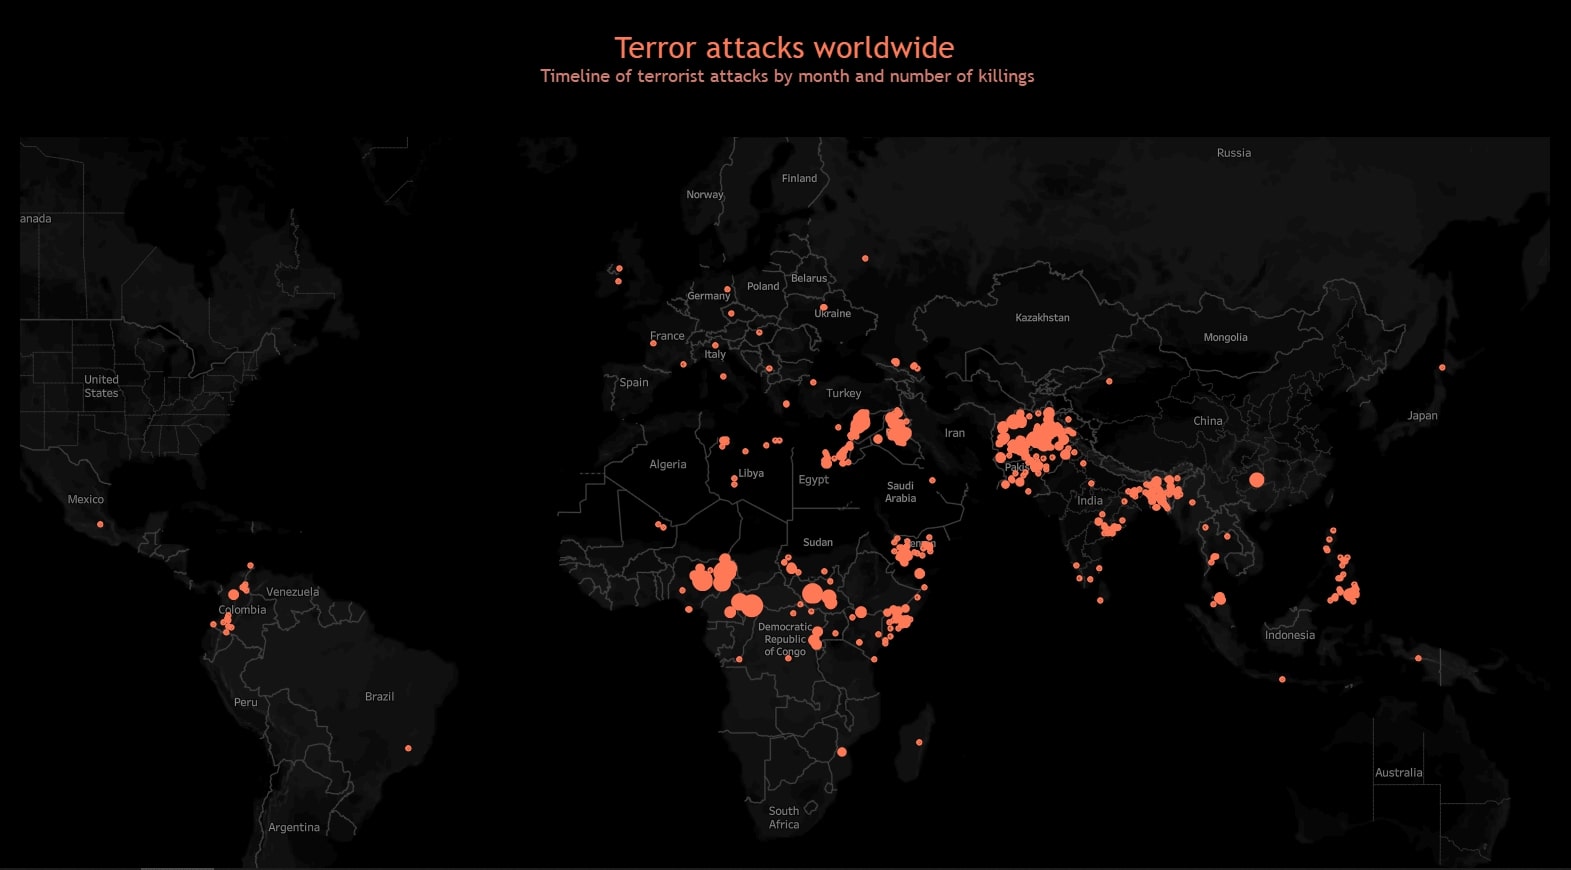 Terror attacks worldwide
Timeline of terrorist attacks by month and number of killings
Russia
Finland
Norway
anada
Belarus
Poland
Germany
Ukraine
Kazakhstan
France
Mongolia
Italy
United
States
Spain
Turkey
Japan
China
Iran
Algeria
Pakis
Libya
Egypt
Saudi
Arabia
Mexico
India
Sudan
emen
Venezuela
Colombia
Democratic
Republic
of Congo
Indonesia
Brazil
Peru
Australia
South
Africa
Argentina